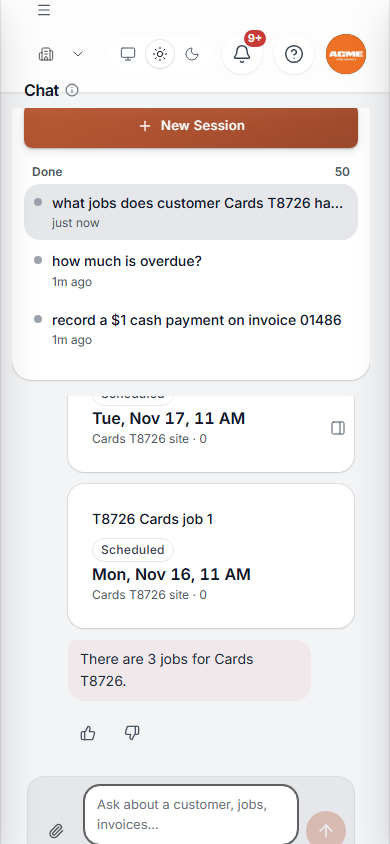 9+
ACME
Chat
New Session
Done 50
what jobs does customer Cards T8726 ha...
just now
how much is overdue?
1m ago
record a $1 cash payment on invoice 01486
1m ago
Scheduled
Tue, Nov 17, 11 AM
Cards T8726 site · 0
T8726 Cards job 1
Scheduled
Mon, Nov 16, 11 AM
Cards T8726 site · 0
There are 3 jobs for Cards
T8726.
Ask about a customer, jobs,
invoices...